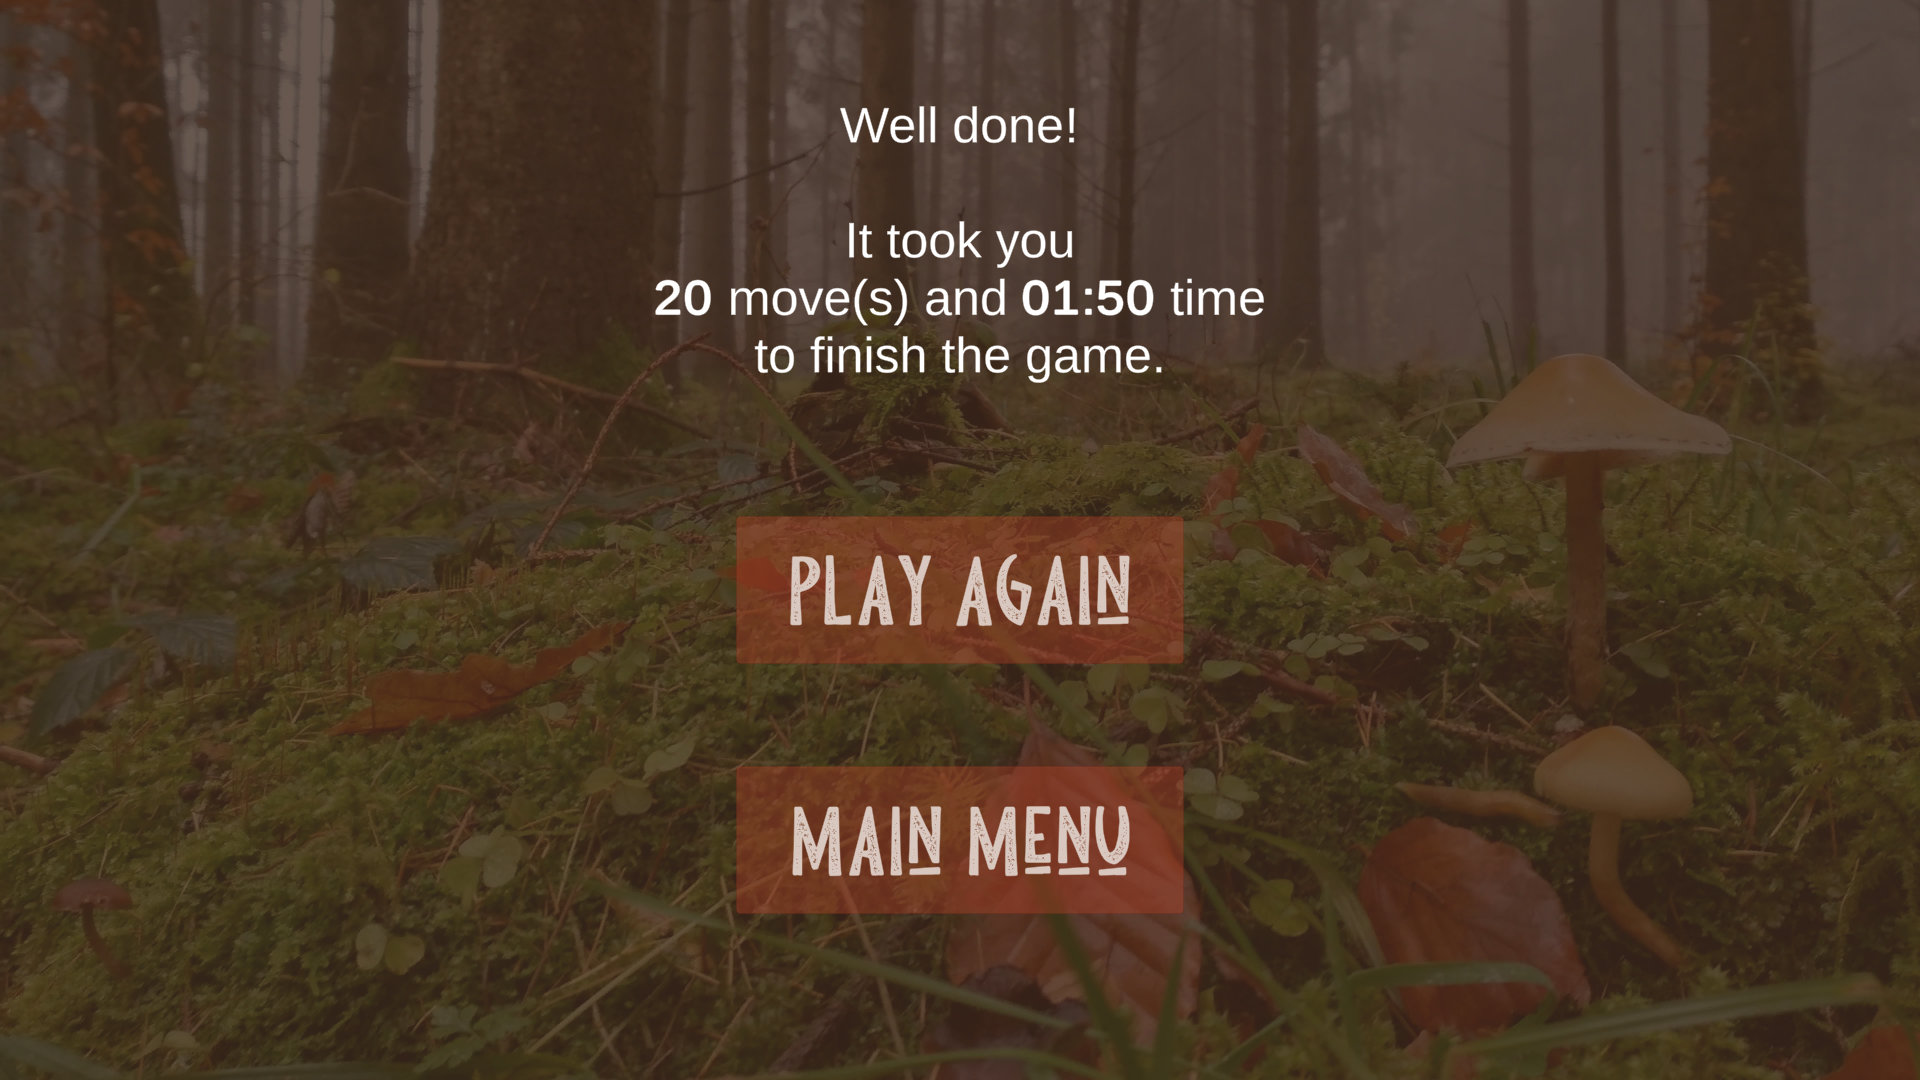 Well done!
It took you
20 move(s) and 01:50 time
to finish the game.
PLAY AGAIN
MAIN MENU